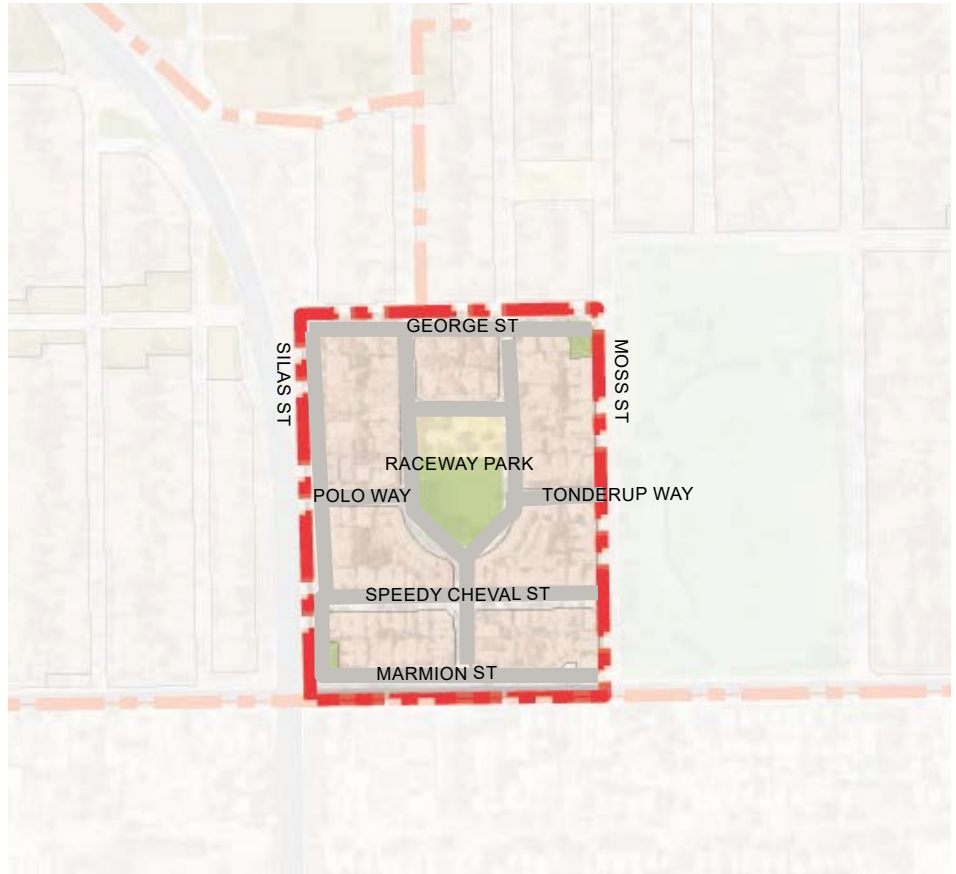 GEORGE ST
SILAS ST
MOSS ST
RACEWAY PARK
POLO WAY
TONDERUP WAY
SPEEDY CHEVAL ST
MARMION ST